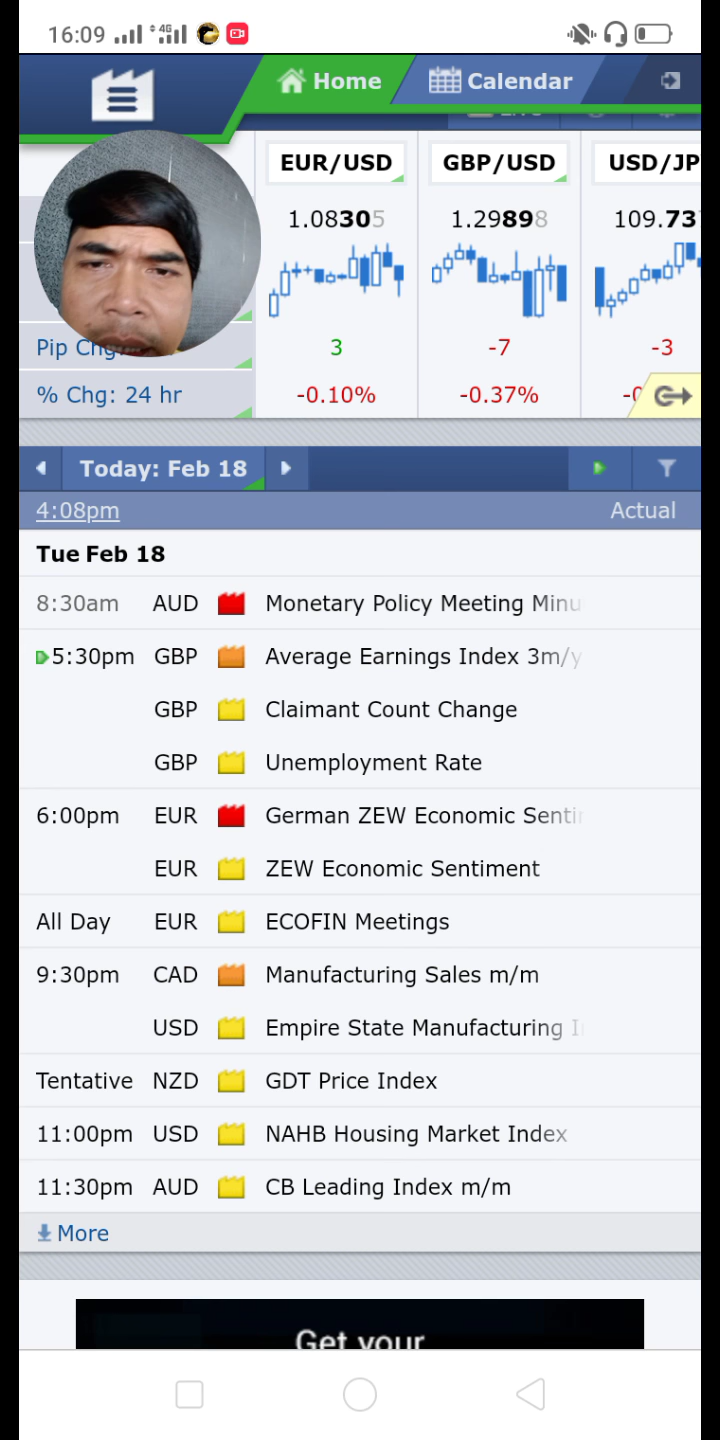 16:09 4G
Home Calendar
EUR/USD GBP/USD USD/JP
1.08305 1.29898 109.73
Pip Chg 3 -7 -3
% Chg: 24 hr -0.10% -0.37% -0
Today: Feb 18
4:08pm Actual
Tue Feb 18
8:30am AUD Monetary Policy Meeting Minu
5:30pm GBP Average Earnings Index 3m/y
GBP Claimant Count Change
GBP Unemployment Rate
6:00pm EUR German ZEW Economic Senti
EUR ZEW Economic Sentiment
All Day EUR ECOFIN Meetings
9:30pm CAD Manufacturing Sales m/m
USD Empire State Manufacturing I
Tentative NZD GDT Price Index
11:00pm USD NAHB Housing Market Index
11:30pm AUD CB Leading Index m/m
More
Get your